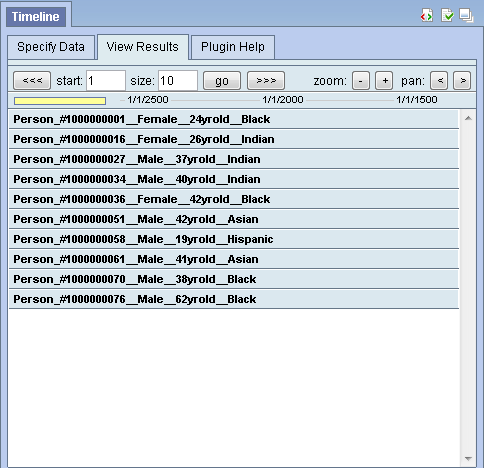 Timeline
Specify Data View Results Plugin Help
<<< start: 1 size: 10 go >>> zoom: - + pan: < >
1/1/2500 1/1/2000 1/1/1500
Person_#1000000001__Female__24yrold__Black
Person_#1000000016__Female__26yrold__Indian
Person_#1000000027__Male__37yrold__Indian
Person_#1000000034__Male__40yrold__Indian
Person_#1000000036__Female__42yrold__Black
Person_#1000000051__Male__42yrold__Asian
Person_#1000000058__Male__19yrold__Hispanic
Person_#1000000061__Male__41yrold__Asian
Person_#1000000070__Male__38yrold__Black
Person_#1000000076__Male__62yrold__Black